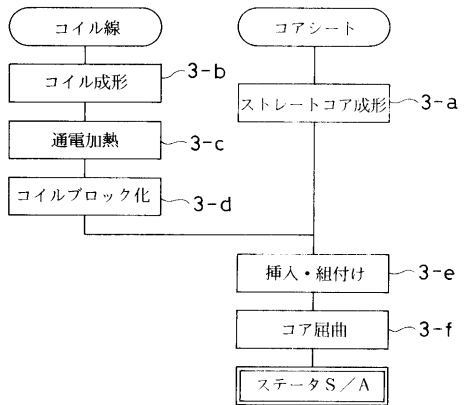 コイル線
コアシート
コイル成形
3-b
ストレートコア成形
3-a
通電加熱
3-c
コイルブロック化
3-d
挿入・組付け
3-e
コア屈曲
3-f
ステータS/A